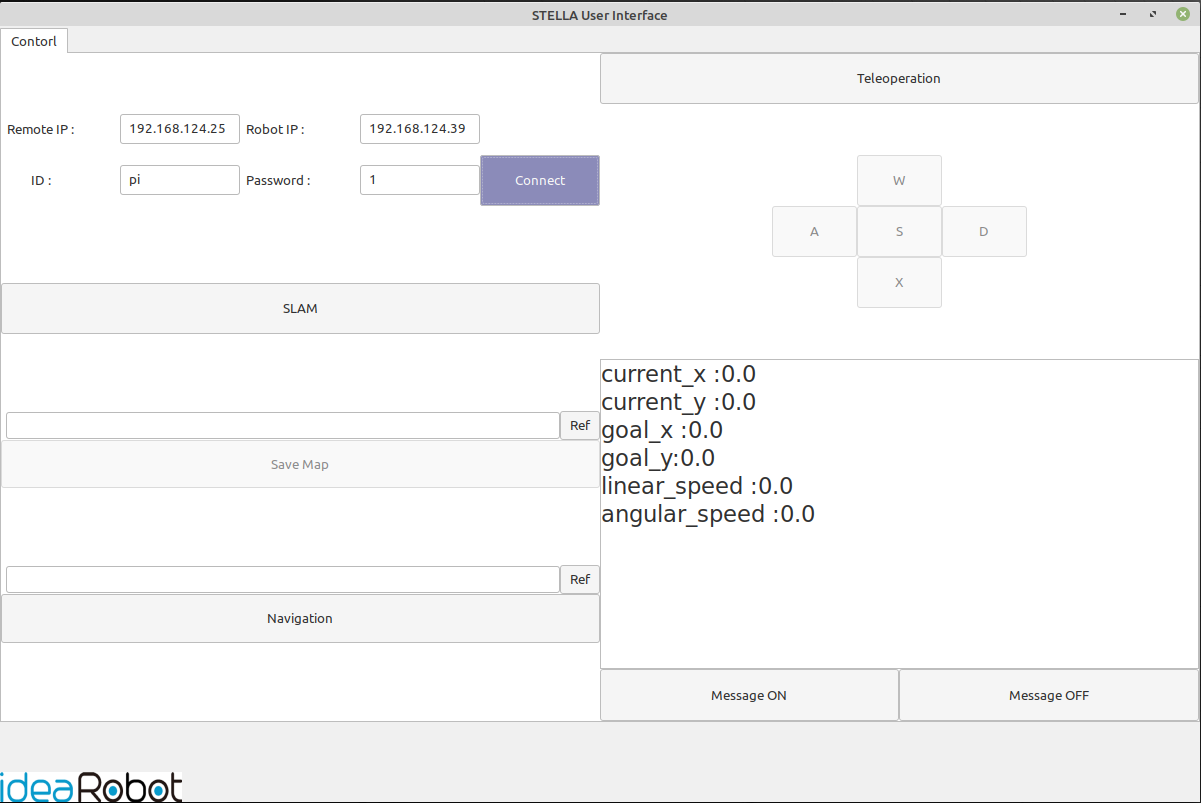 STELLA User Interface
Contorl
Teleoperation
Remote IP : 192.168.124.25 Robot IP : 192.168.124.39
ID : pi Password : 1 Connect
W
A S D
X
SLAM
Ref
Save Map
Ref
Navigation
current_x :0.0
current_y :0.0
goal_x :0.0
goal_y:0.0
linear_speed :0.0
angular_speed :0.0
Message ON Message OFF
ideaRobot